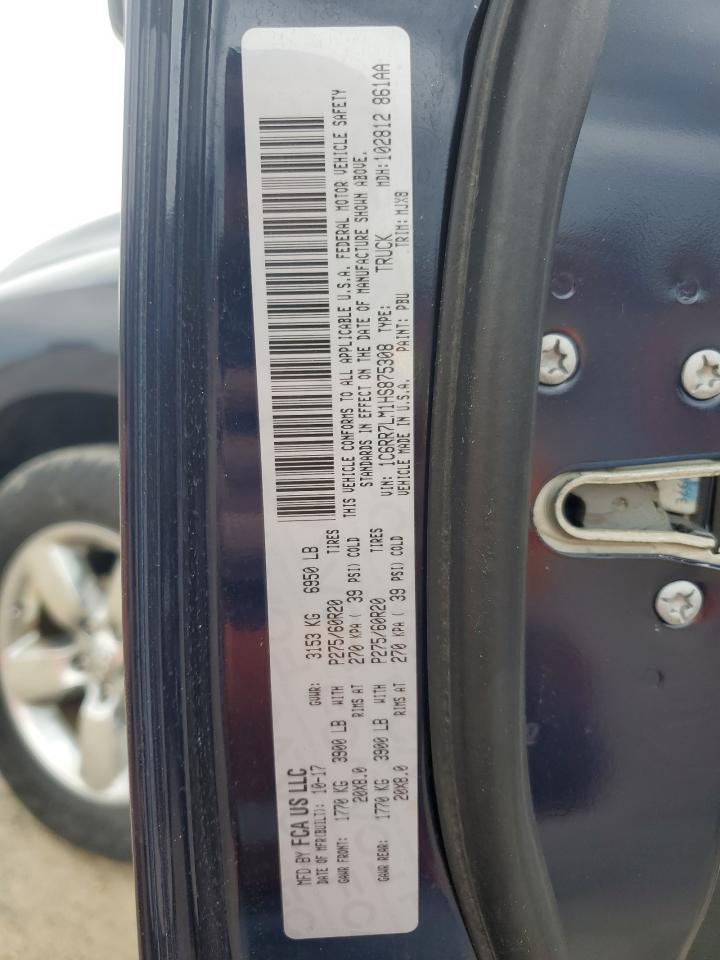 MFD BY FCA US LLC
DATE OF MFR(BUILT): 10-17 GVWR: 3153 KG 6950 LB
GAWR FRONT: 1770 KG 3900 LB WITH P275/60R20 TIRES
20X8.0 RIMS AT 270 KPA ( 39 PSI) COLD
GAWR REAR: 1770 KG 3900 LB WITH P275/60R20 TIRES
20X8.0 RIMS AT 270 KPA ( 39 PSI) COLD
THIS VEHICLE CONFORMS TO ALL APPLICABLE U.S.A. FEDERAL MOTOR VEHICLE SAFETY
STANDARDS IN EFFECT ON THE DATE OF MANUFACTURE SHOWN ABOVE.
VIN: 1C6RR7LM1HS875308 TYPE: TRUCK MDH: 102812 861AA
VEHICLE MADE IN U.S.A. PAINT: PBU TRIM: MJX8